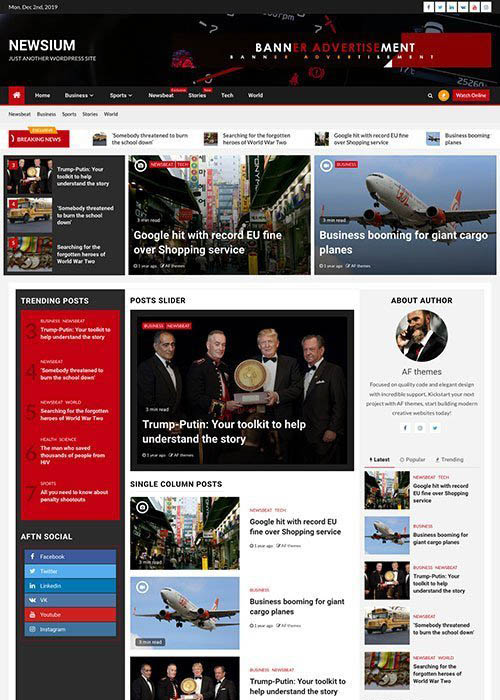 Mon. Dec 2nd, 2019
NEWSIUM
JUST ANOTHER WORDPRESS SITE
BANNER ADVERTISEMENT
BANNER ADVERTISEMENT
Home
Business
Sports
Newsbeat
Exclusive
Stories
New
Tech
World
Watch Online
Newsbeat Business Sports Stories World
EXCLUSIVE
BREAKING NEWS
'Somebody threatened to burn
the school down'
Searching for the forgotten
heroes of World War Two
Google hit with record EU fine
over Shopping service
Business booming
planes
3
Trump-Putin: Your
toolkit to help
understand the story
4
'Somebody
threatened to
burn the school
down'
5
Searching for the
forgotten heroes of
World War Two
NEWSBEAT TECH
3 min read
Google hit with record EU fine
over Shopping service
1 year ago AF themes
BUSINESS
3 min read
Business booming for giant cargo
planes
1 year ago AF themes
TRENDING POSTS
3
BUSINESS NEWSBEAT
Trump-Putin: Your toolkit to
help understand the story
4
NEWSBEAT
'Somebody threatened to
burn the school down'
5
NEWSBEAT WORLD
Searching for the forgotten
heroes of World War Two
6
HEALTH SCIENCE
The man who saved
thousands of people from
HIV
7
SPORTS
All you need to know about
penalty shootouts
AFTN SOCIAL
Facebook
Twitter
Linkedin
VK
Youtube
Instagram
POSTS SLIDER
BUSINESS NEWSBEAT
3 min read
Trump-Putin: Your toolkit to help
understand the story
1 year ago AF themes
SINGLE COLUMN POSTS
3 min read
NEWSBEAT TECH
Google hit with record EU
fine over Shopping service
1 year ago AF themes
3 min read
BUSINESS
Business booming for giant
cargo planes
1 year ago AF themes
BUSINESS NEWSBEAT
Trump-Putin: Your toolkit to
help understand the story
ABOUT AUTHOR
AF themes
Focused on quality code and elegant design
with incredible support. Kickstart your next
project with AF themes, start building modern
creative websites today!
Latest
Popular
Trending
NEWSBEAT TECH
Google hit with record
EU fine over Shopping
service
BUSINESS
Business booming for
giant cargo planes
BUSINESS NEWSBEAT
Trump-Putin: Your
toolkit to help
understand the story
NEWSBEAT
'Somebody threatened
to burn the school down'
NEWSBEAT WORLD
Searching for the
forgotten heroes of
World War Two